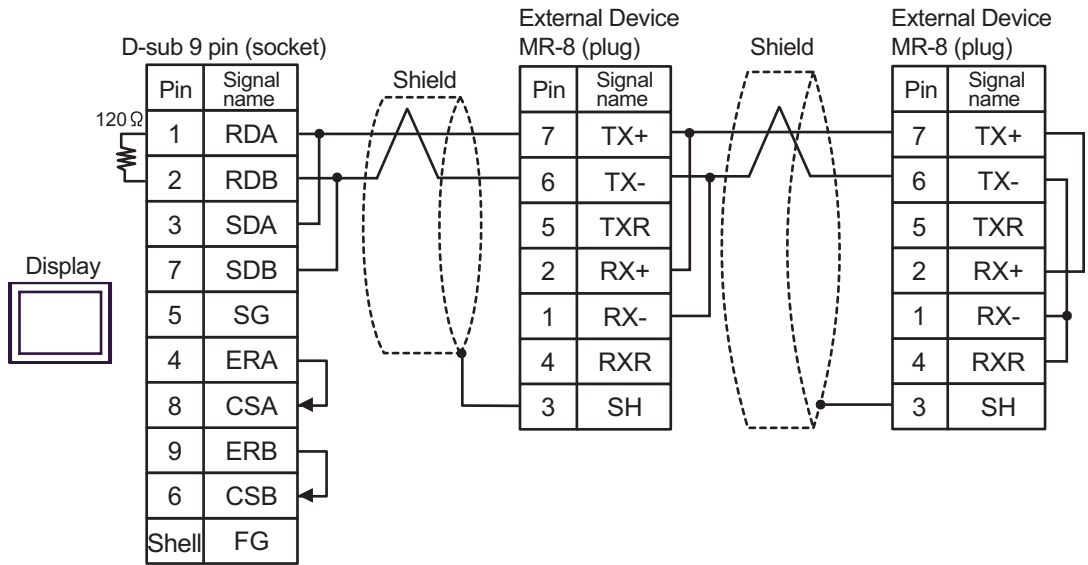 External Device
External Device
D-sub 9 pin (socket)
MR-8 (plug)
Shield
MR-8 (plug)
Shield
Pin Signal name
120Ω
1 RDA
2 RDB
3 SDA
7 SDB
5 SG
4 ERA
8 CSA
9 ERB
6 CSB
Shell FG
Display
Pin Signal name
7 TX+
6 TX-
5 TXR
2 RX+
1 RX-
4 RXR
3 SH
Pin Signal name
7 TX+
6 TX-
5 TXR
2 RX+
1 RX-
4 RXR
3 SH